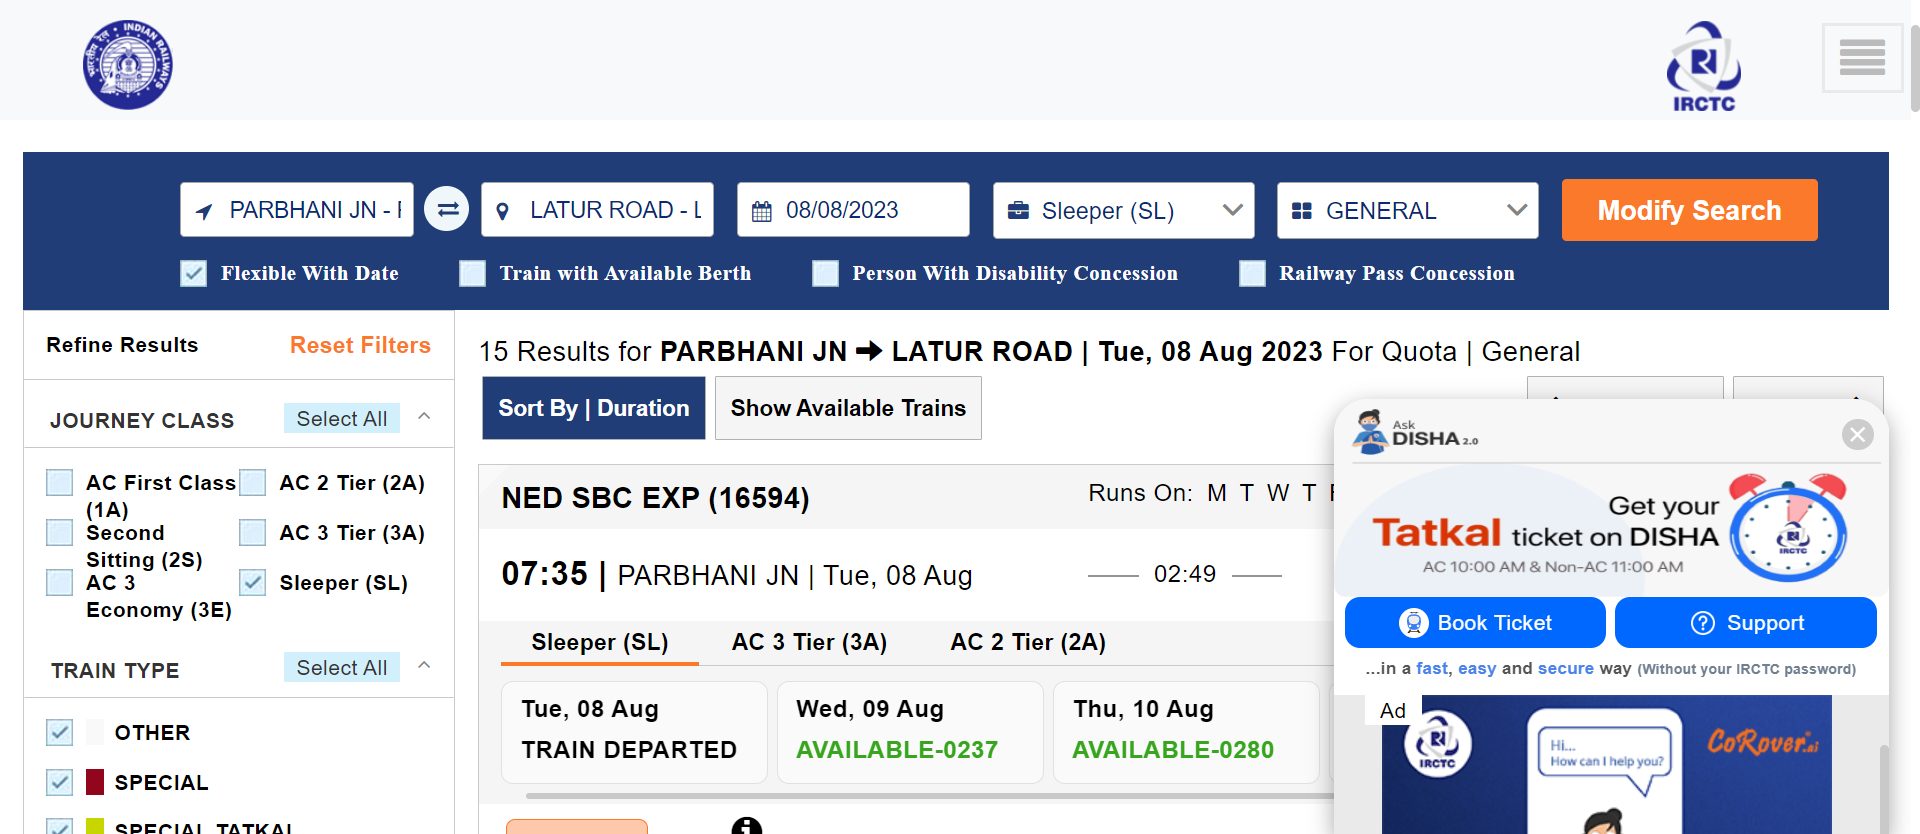 भारतीय रेल • INDIAN RAILWAYS
IRCTC
PARBHANI JN -
LATUR ROAD - L
08/08/2023
Sleeper (SL)
GENERAL
Modify Search
Flexible With Date
Train with Available Berth
Person With Disability Concession
Railway Pass Concession
Refine Results
Reset Filters
15 Results for PARBHANI JN ➔ LATUR ROAD | Tue, 08 Aug 2023 For Quota | General
Sort By | Duration
Show Available Trains
JOURNEY CLASS
Select All
AC First Class (1A)
AC 2 Tier (2A)
Second Sitting (2S)
AC 3 Tier (3A)
AC 3 Economy (3E)
Sleeper (SL)
TRAIN TYPE
Select All
OTHER
SPECIAL
SPECIAL TATKAL
NED SBC EXP (16594)
Runs On: M T W T F
07:35 | PARBHANI JN | Tue, 08 Aug
02:49
Sleeper (SL)
AC 3 Tier (3A)
AC 2 Tier (2A)
Tue, 08 Aug
TRAIN DEPARTED
Wed, 09 Aug
AVAILABLE-0237
Thu, 10 Aug
AVAILABLE-0280
Ask
DISHA 2.0
Get your
Tatkal ticket on DISHA
AC 10:00 AM & Non-AC 11:00 AM
IRCTC
Book Ticket
Support
...in a fast, easy and secure way (Without your IRCTC password)
Ad
IRCTC
Hi...
How can I help you?
CoRover.ai